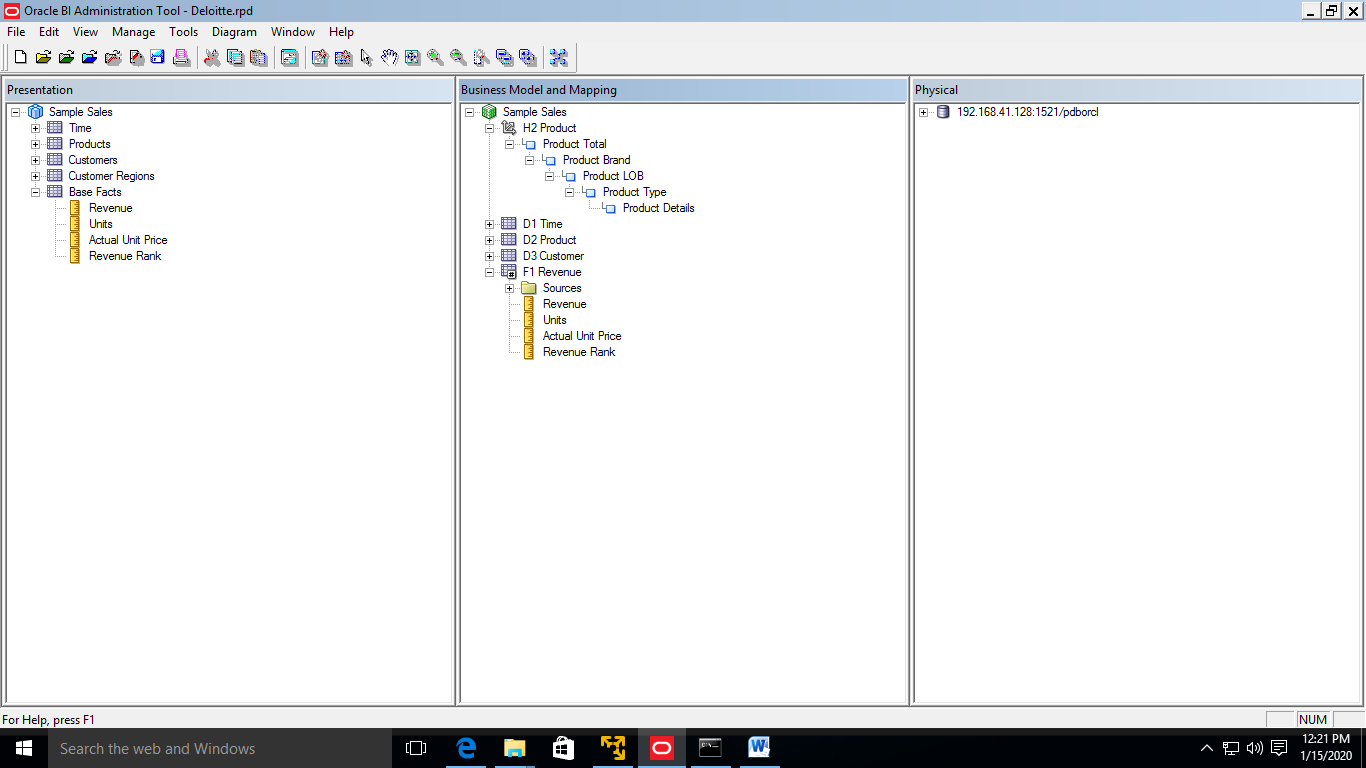 Oracle BI Administration Tool - Deloitte.rpd
File Edit View Manage Tools Diagram Window Help
Presentation
Sample Sales
Time
Products
Customers
Customer Regions
Base Facts
Revenue
Units
Actual Unit Price
Revenue Rank
Business Model and Mapping
Sample Sales
H2 Product
Product Total
Product Brand
Product LOB
Product Type
Product Details
D1 Time
D2 Product
D3 Customer
F1 Revenue
Sources
Revenue
Units
Actual Unit Price
Revenue Rank
Physical
192.168.41.128:1521/pdborcl
For Help, press F1
NUM
Search the web and Windows
12:21 PM
1/15/2020